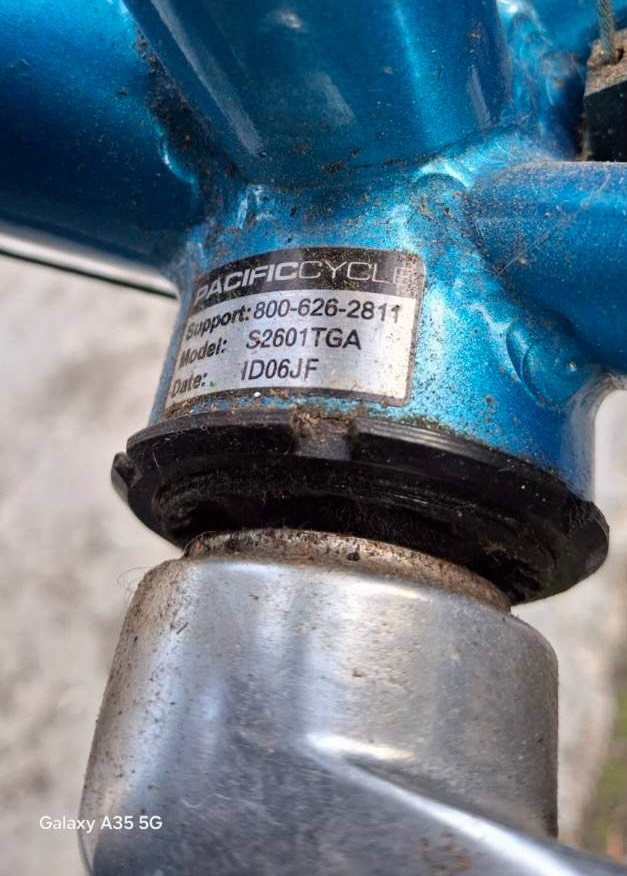 PACIFICCYCLE
Support: 800-626-2811
Model: S2601TGA
Date: ID06JF
Galaxy A35 5G